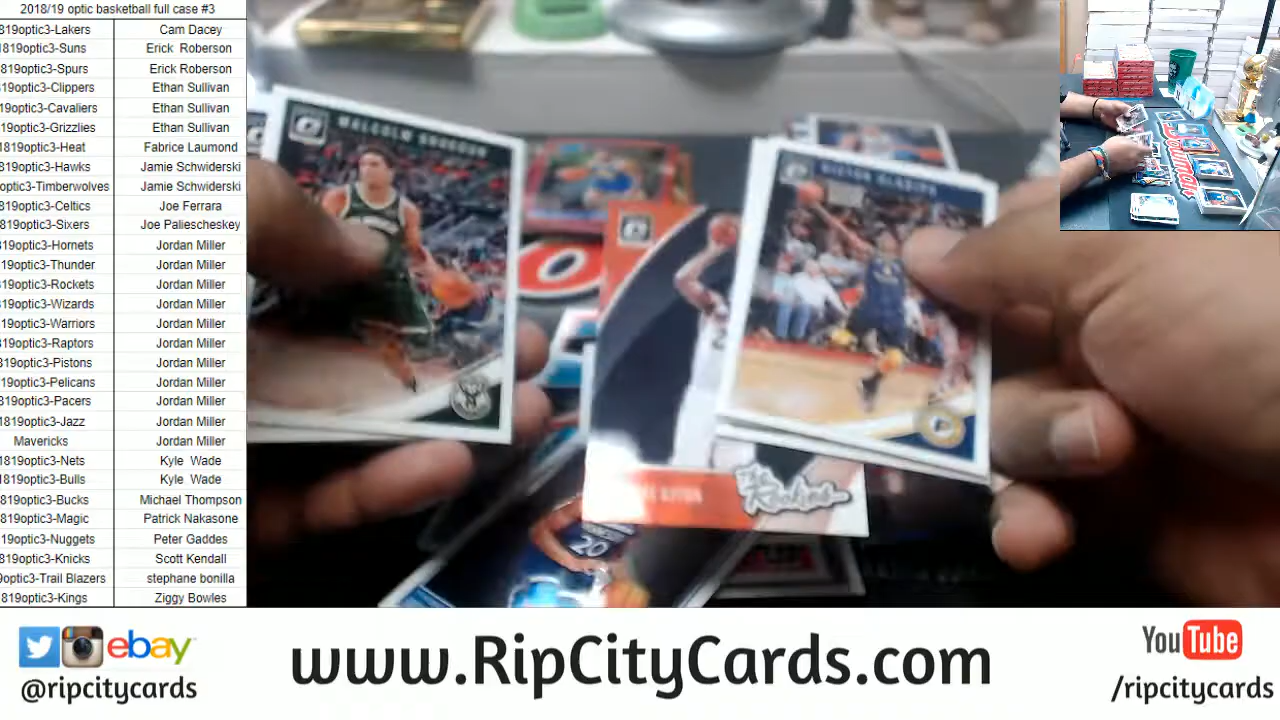 2018/19 optic basketball full case #3
819optic3-Lakers Cam Dacey
1819optic3-Suns Erick Roberson
819optic3-Spurs Erick Roberson
819optic3-Clippers Ethan Sullivan
19optic3-Cavaliers Ethan Sullivan
19optic3-Grizzlies Ethan Sullivan
1819optic3-Heat Fabrice Laumond
819optic3-Hawks Jamie Schwiderski
optic3-Timberwolves Jamie Schwiderski
819optic3-Celtics Joe Ferrara
819optic3-Sixers Joe Paliescheskey
19optic3-Hornets Jordan Miller
19optic3-Thunder Jordan Miller
19optic3-Rockets Jordan Miller
19optic3-Wizards Jordan Miller
19optic3-Warriors Jordan Miller
19optic3-Raptors Jordan Miller
819optic3-Pistons Jordan Miller
19optic3-Pelicans Jordan Miller
19optic3-Pacers Jordan Miller
1819optic3-Jazz Jordan Miller
Mavericks Jordan Miller
1819optic3-Nets Kyle Wade
1819optic3-Bulls Kyle Wade
819optic3-Bucks Michael Thompson
819optic3-Magic Patrick Nakasone
19optic3-Nuggets Peter Gaddes
819optic3-Knicks Scott Kendall
optic3-Trail Blazers stephane bonilla
819optic3-Kings Ziggy Bowles
MALCOLM BROGDON
VICTOR OLADIPO
The Rookies
20
ebay
@ripcitycards
www.RipCityCards.com
YouTube
/ripcitycards